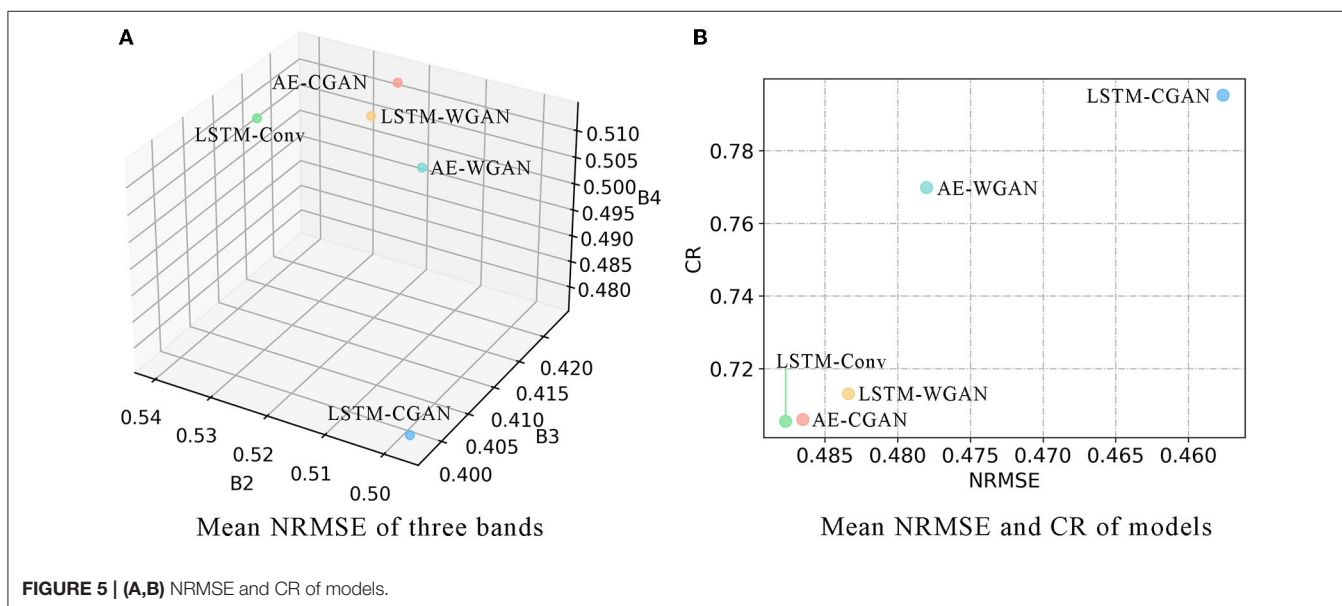 A
AE-CGAN
LSTM-WGAN
LSTM-Conv
AE-WGAN
LSTM-CGAN
0.510
0.505
0.500
0.495
0.490
0.485
0.480
B4
0.420
0.415
0.410
0.405
0.400
B3
0.54
0.53
0.52
0.51
0.50
B2
Mean NRMSE of three bands
B
LSTM-CGAN
AE-WGAN
LSTM-Conv
LSTM-WGAN
AE-CGAN
0.78
0.76
0.74
0.72
CR
0.485 0.480 0.475 0.470 0.465 0.460
NRMSE
Mean NRMSE and CR of models
FIGURE 5 | (A,B) NRMSE and CR of models.